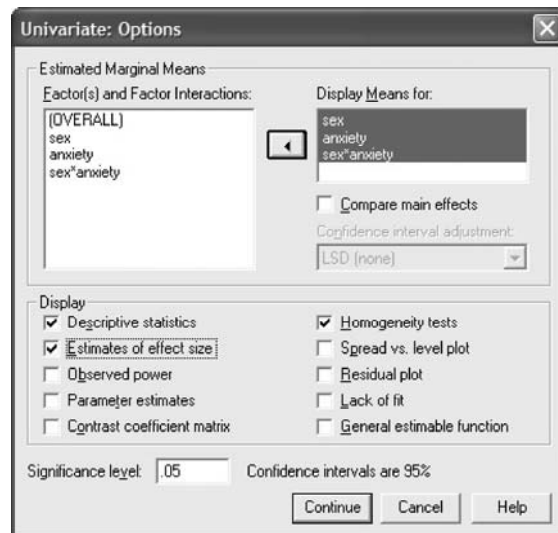 Univariate: Options
Estimated Marginal Means
Factor(s) and Factor Interactions:
(OVERALL)
sex
anxiety
sex*anxiety
Display Means for:
sex
anxiety
sex*anxiety
Compare main effects
Confidence interval adjustment:
LSD (none)
Display
Descriptive statistics
Homogeneity tests
Estimates of effect size
Spread vs. level plot
Observed power
Residual plot
Parameter estimates
Lack of fit
Contrast coefficient matrix
General estimable function
Significance level: .05 Confidence intervals are 95%
Continue Cancel Help